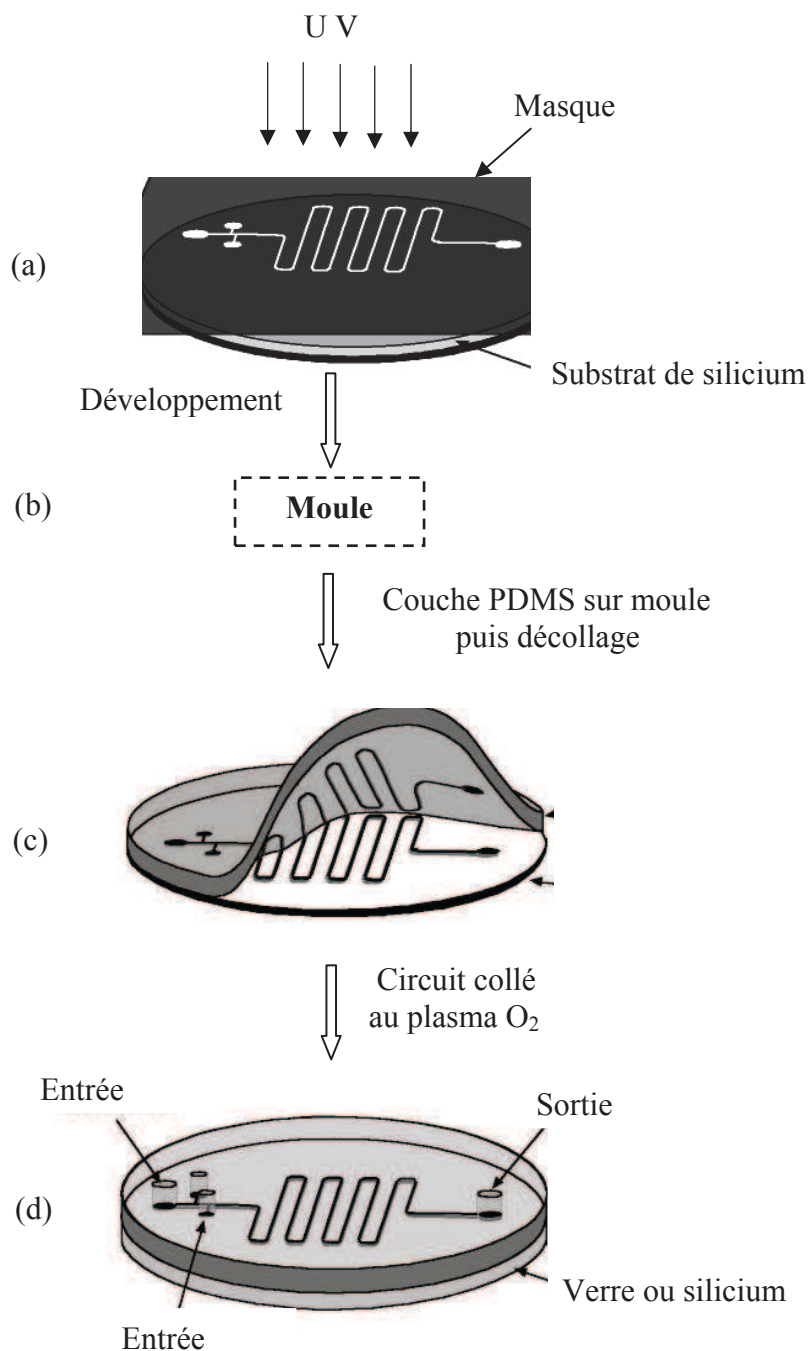 U V
Masque
(a)
Substrat de silicium
Développement
(b)
Moule
Couche PDMS sur moule
puis décollage
(c)
Circuit collé
au plasma O₂
Entrée
Sortie
(d)
Verre ou silicium
Entrée